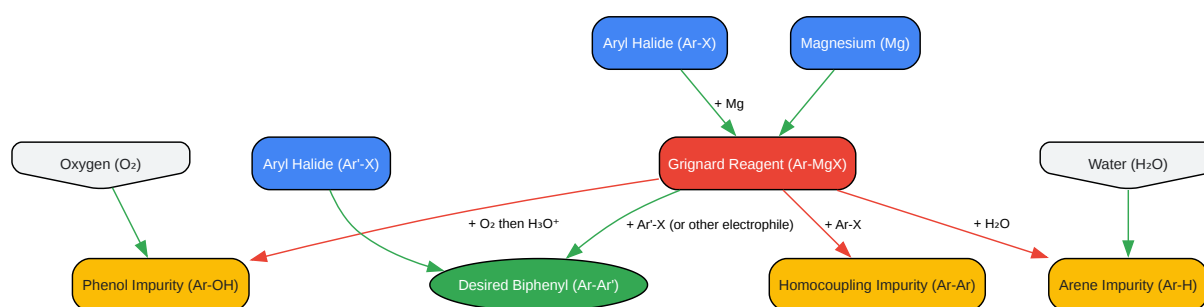 Aryl Halide (Ar-X)
Magnesium (Mg)
+ Mg
Oxygen (O₂)
Aryl Halide (Ar'-X)
Grignard Reagent (Ar-MgX)
Water (H₂O)
+ O₂ then H₃O⁺
+ Ar'-X (or other electrophile)
+ Ar-X
+ H₂O
Phenol Impurity (Ar-OH)
Desired Biphenyl (Ar-Ar')
Homocoupling Impurity (Ar-Ar)
Arene Impurity (Ar-H)